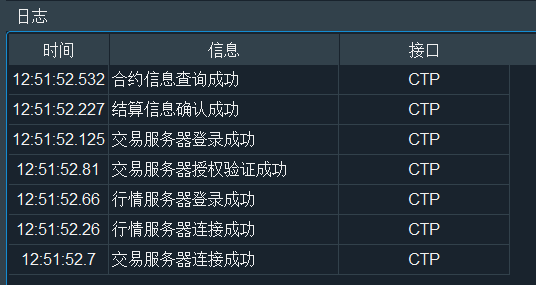 日志
时间 信息 接口
12:51:52.532 合约信息查询成功 CTP
12:51:52.227 结算信息确认成功 CTP
12:51:52.125 交易服务器登录成功 CTP
12:51:52.81 交易服务器授权验证成功 CTP
12:51:52.66 行情服务器登录成功 CTP
12:51:52.26 行情服务器连接成功 CTP
12:51:52.7 交易服务器连接成功 CTP